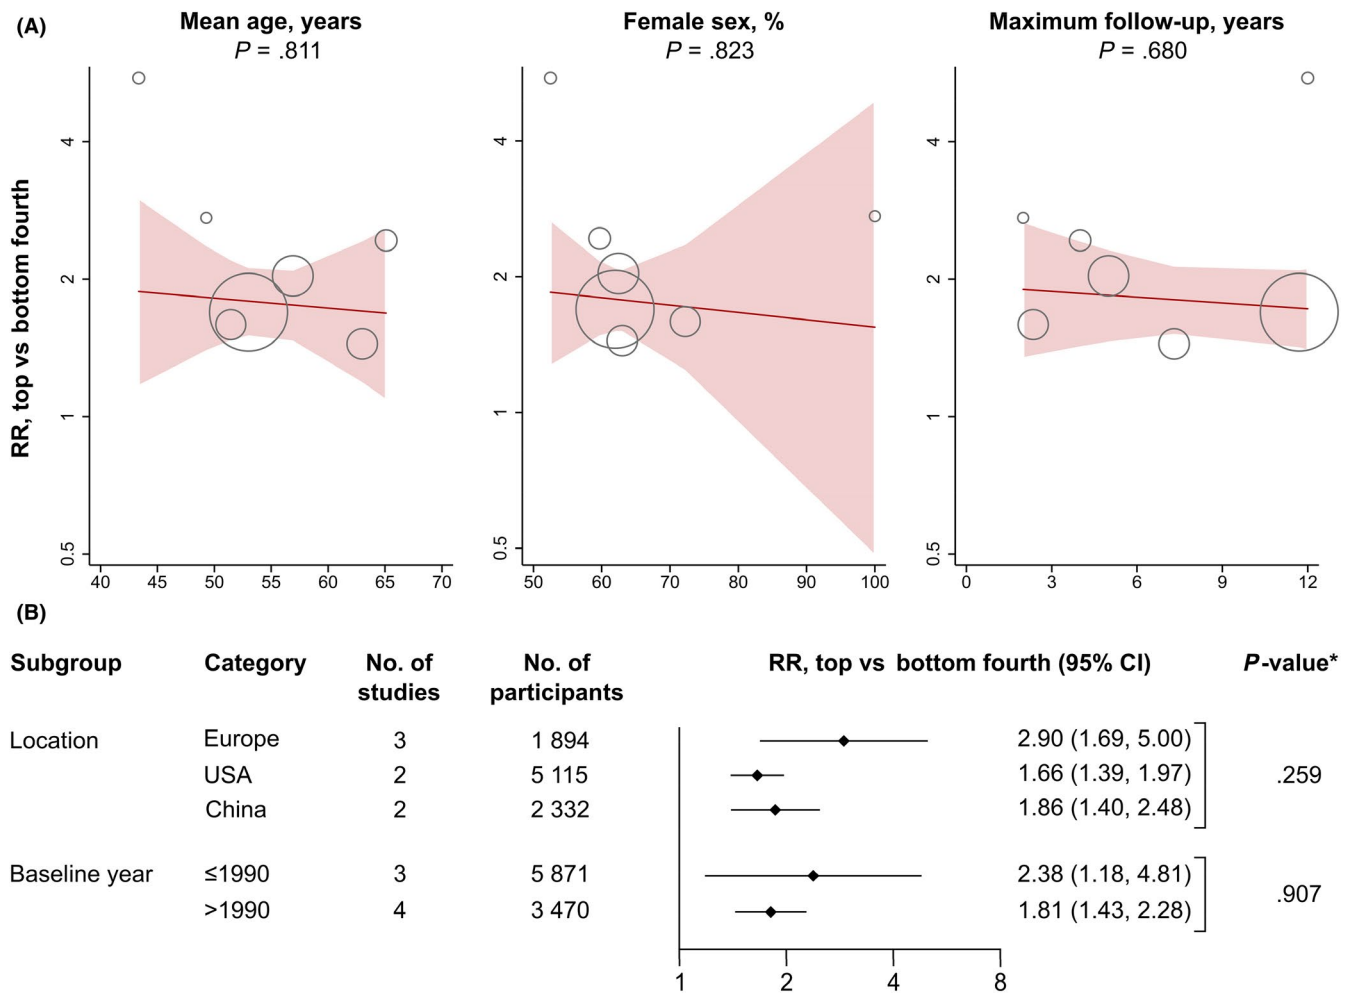 (A)
Mean age, years
P = .811
Female sex, %
P = .823
Maximum follow-up, years
P = .680
RR, top vs bottom fourth
4
2
1
0.5
40 45 50 55 60 65 70
4
2
1
0.5
50 60 70 80 90 100
4
2
1
0.5
0 3 6 9 12
(B)
Subgroup Category No. of studies No. of participants RR, top vs bottom fourth (95% CI) P-value*
Location Europe 3 1 894 2.90 (1.69, 5.00)
USA 2 5 115 1.66 (1.39, 1.97) .259
China 2 2 332 1.86 (1.40, 2.48)
Baseline year ≤1990 3 5 871 2.38 (1.18, 4.81)
.907
>1990 4 3 470 1.81 (1.43, 2.28)
1 2 4 8